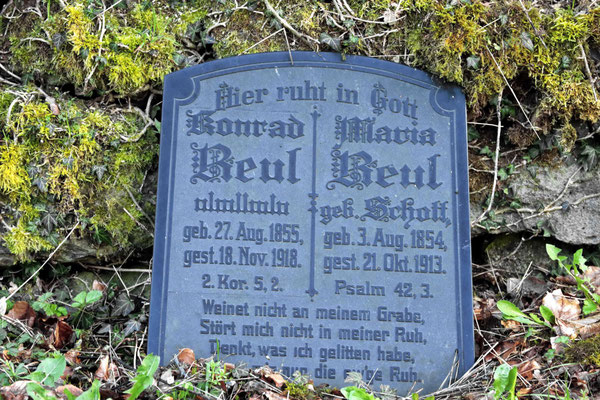 Hier ruht in Gott
Konrad
Beul
geb. 27. Aug. 1855,
gest. 18. Nov. 1918.
2. Kor. 5, 2.
Maria
Beul
geb. Schott,
geb. 3. Aug. 1854,
gest. 21. Okt. 1913.
Psalm 42, 3.
Weinet nicht an meinem Grabe,
Stört mich nicht in meiner Ruh,
Denkt, was ich gelitten habe,
die Ruh.